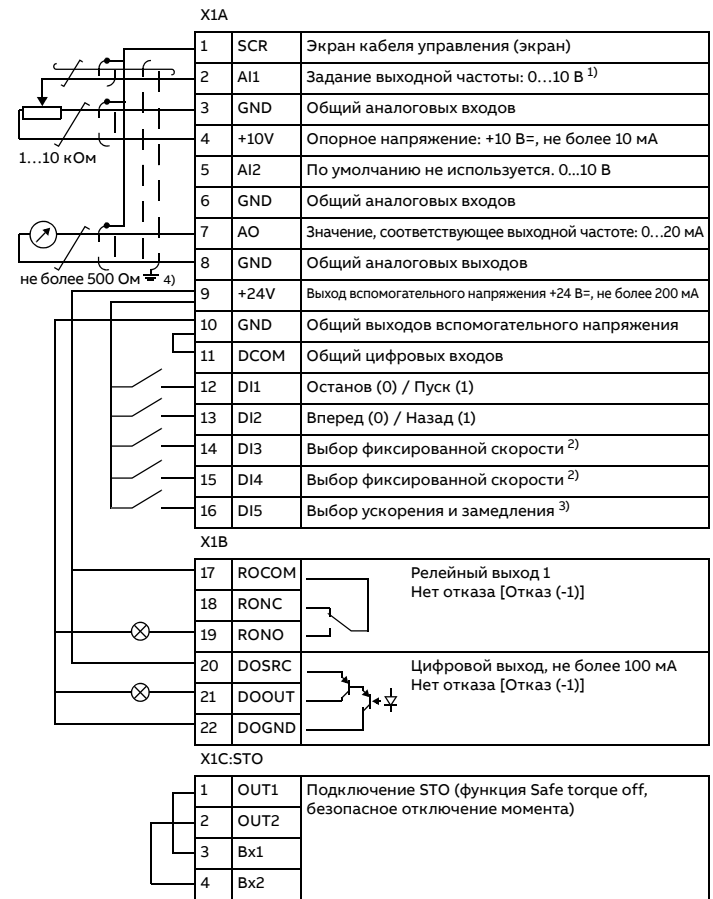 X1A
1 SCR Экран кабеля управления (экран)
2 AI1 Задание выходной частоты: 0…10 В 1)
3 GND Общий аналоговых входов
4 +10V Опорное напряжение: +10 В=, не более 10 мА
1…10 кОм
5 AI2 По умолчанию не используется. 0...10 В
6 GND Общий аналоговых входов
7 AO Значение, соответствующее выходной частоте: 0…20 мА
8 GND Общий аналоговых выходов
не более 500 Ом 4)
9 +24V Выход вспомогательного напряжения +24 В=, не более 200 мА
10 GND Общий выходов вспомогательного напряжения
11 DCOM Общий цифровых входов
12 DI1 Останов (0) / Пуск (1)
13 DI2 Вперед (0) / Назад (1)
14 DI3 Выбор фиксированной скорости 2)
15 DI4 Выбор фиксированной скорости 2)
16 DI5 Выбор ускорения и замедления 3)
X1B
17 ROCOM Релейный выход 1
Нет отказа [Отказ (-1)]
18 RONC
19 RONO
20 DOSRC Цифровой выход, не более 100 мА
Нет отказа [Отказ (-1)]
21 DOOUT
22 DOGND
X1C:STO
1 OUT1 Подключение STO (функция Safe torque off,
безопасное отключение момента)
2 OUT2
3 Вх1
4 Вх2